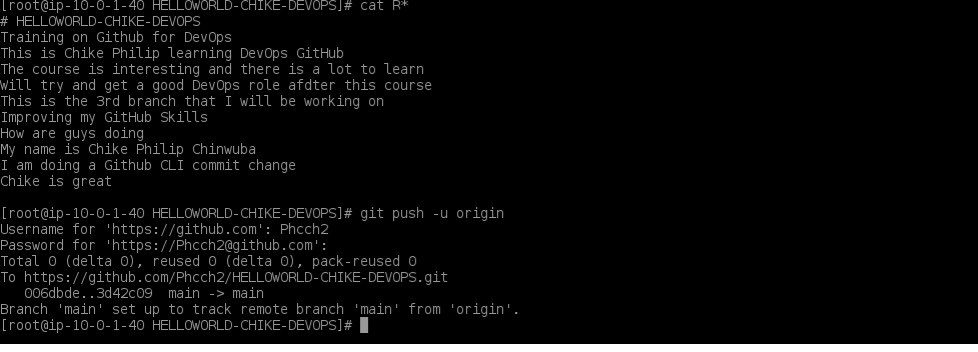 [root@ip-10-0-1-40 HELLOWORLD-CHIKE-DEVOPS]# cat R*
# HELLOWORLD-CHIKE-DEVOPS
Training on Github for DevOps
This is Chike Philip learning DevOps GitHub
The course is interesting and there is a lot to learn
Will try and get a good DevOps role afdter this course
This is the 3rd branch that I will be working on
Improving my GitHub Skills
How are guys doing
My name is Chike Philip Chinwuba
I am doing a Github CLI commit change
Chike is great
[root@ip-10-0-1-40 HELLOWORLD-CHIKE-DEVOPS]# git push -u origin
Username for 'https://github.com': Phcch2
Password for 'https://Phcch2@github.com':
Total 0 (delta 0), reused 0 (delta 0), pack-reused 0
To https://github.com/Phcch2/HELLOWORLD-CHIKE-DEVOPS.git
   006dbde..3d42c09  main -> main
Branch 'main' set up to track remote branch 'main' from 'origin'.
[root@ip-10-0-1-40 HELLOWORLD-CHIKE-DEVOPS]#